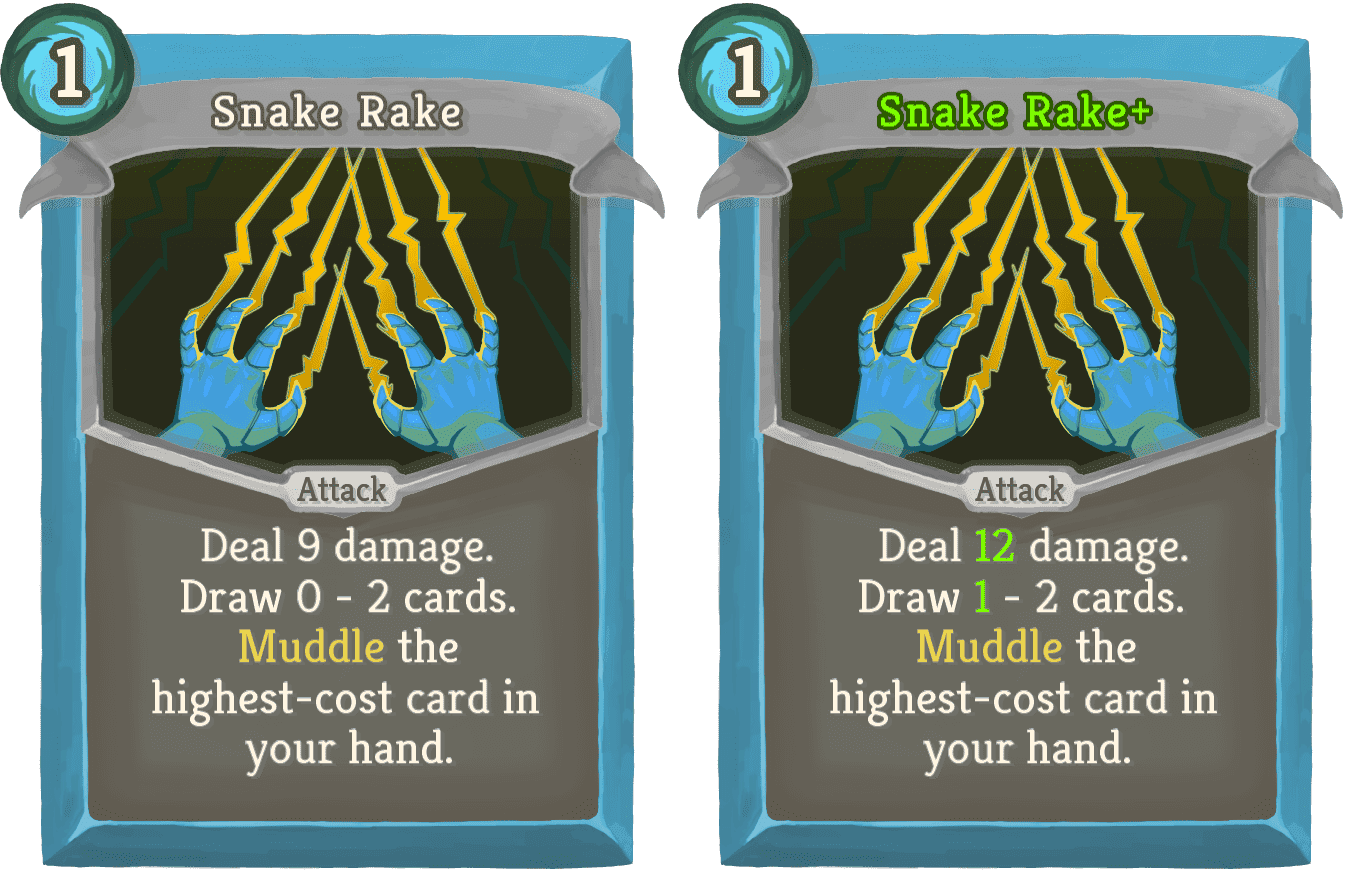 1
Snake Rake
Attack
Deal 9 damage.
Draw 0 - 2 cards.
Muddle the
highest-cost card in
your hand.
1
Snake Rake+
Attack
Deal 12 damage.
Draw 1 - 2 cards.
Muddle the
highest-cost card in
your hand.